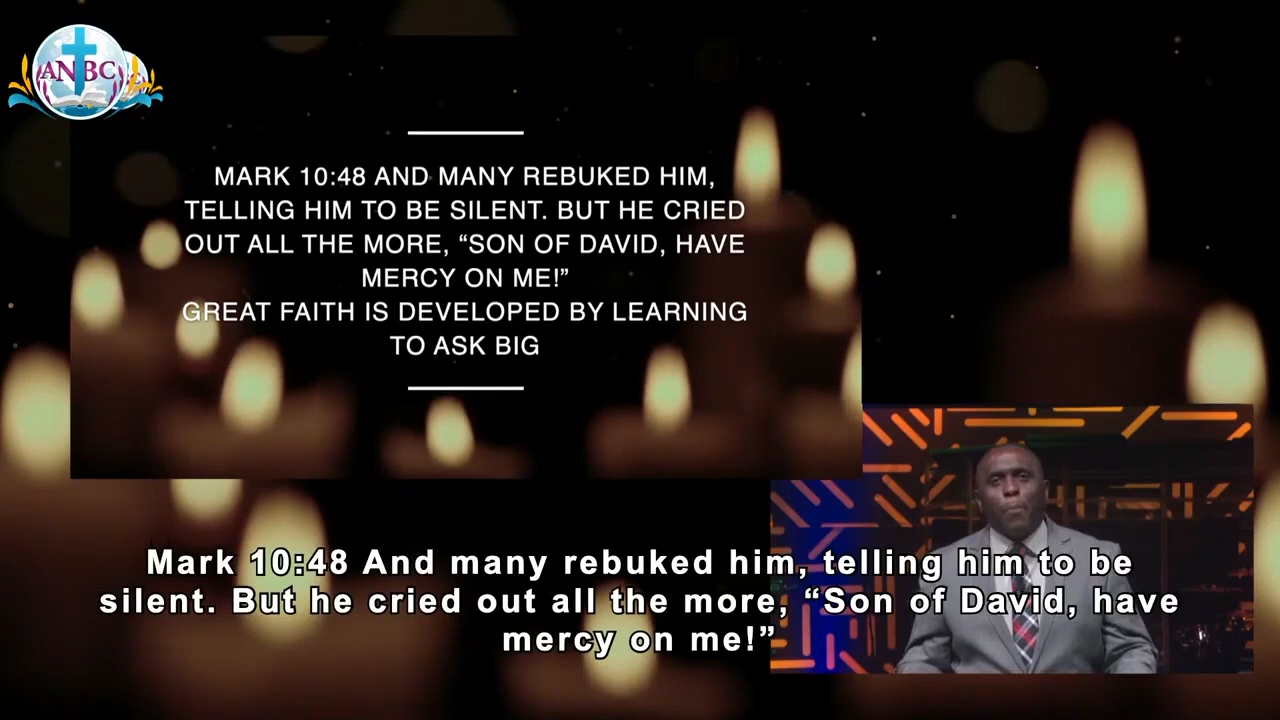 ANBC
MARK 10:48 AND MANY REBUKED HIM,
TELLING HIM TO BE SILENT. BUT HE CRIED
OUT ALL THE MORE, “SON OF DAVID, HAVE
MERCY ON ME!”
GREAT FAITH IS DEVELOPED BY LEARNING
TO ASK BIG
Mark 10:48 And many rebuked him, telling him to be
silent. But he cried out all the more, “Son of David, have
mercy on me!”